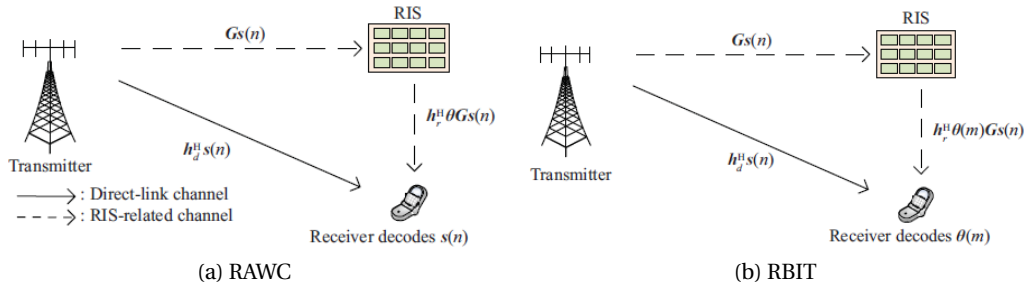 RIS
Gs(n)
h_r^H θGs(n)
h_d^H s(n)
Transmitter
: Direct-link channel
: RIS-related channel
Receiver decodes s(n)
(a) RAWC
RIS
Gs(n)
h_r^H θ(m)Gs(n)
h_d^H s(n)
Transmitter
Receiver decodes θ(m)
(b) RBIT